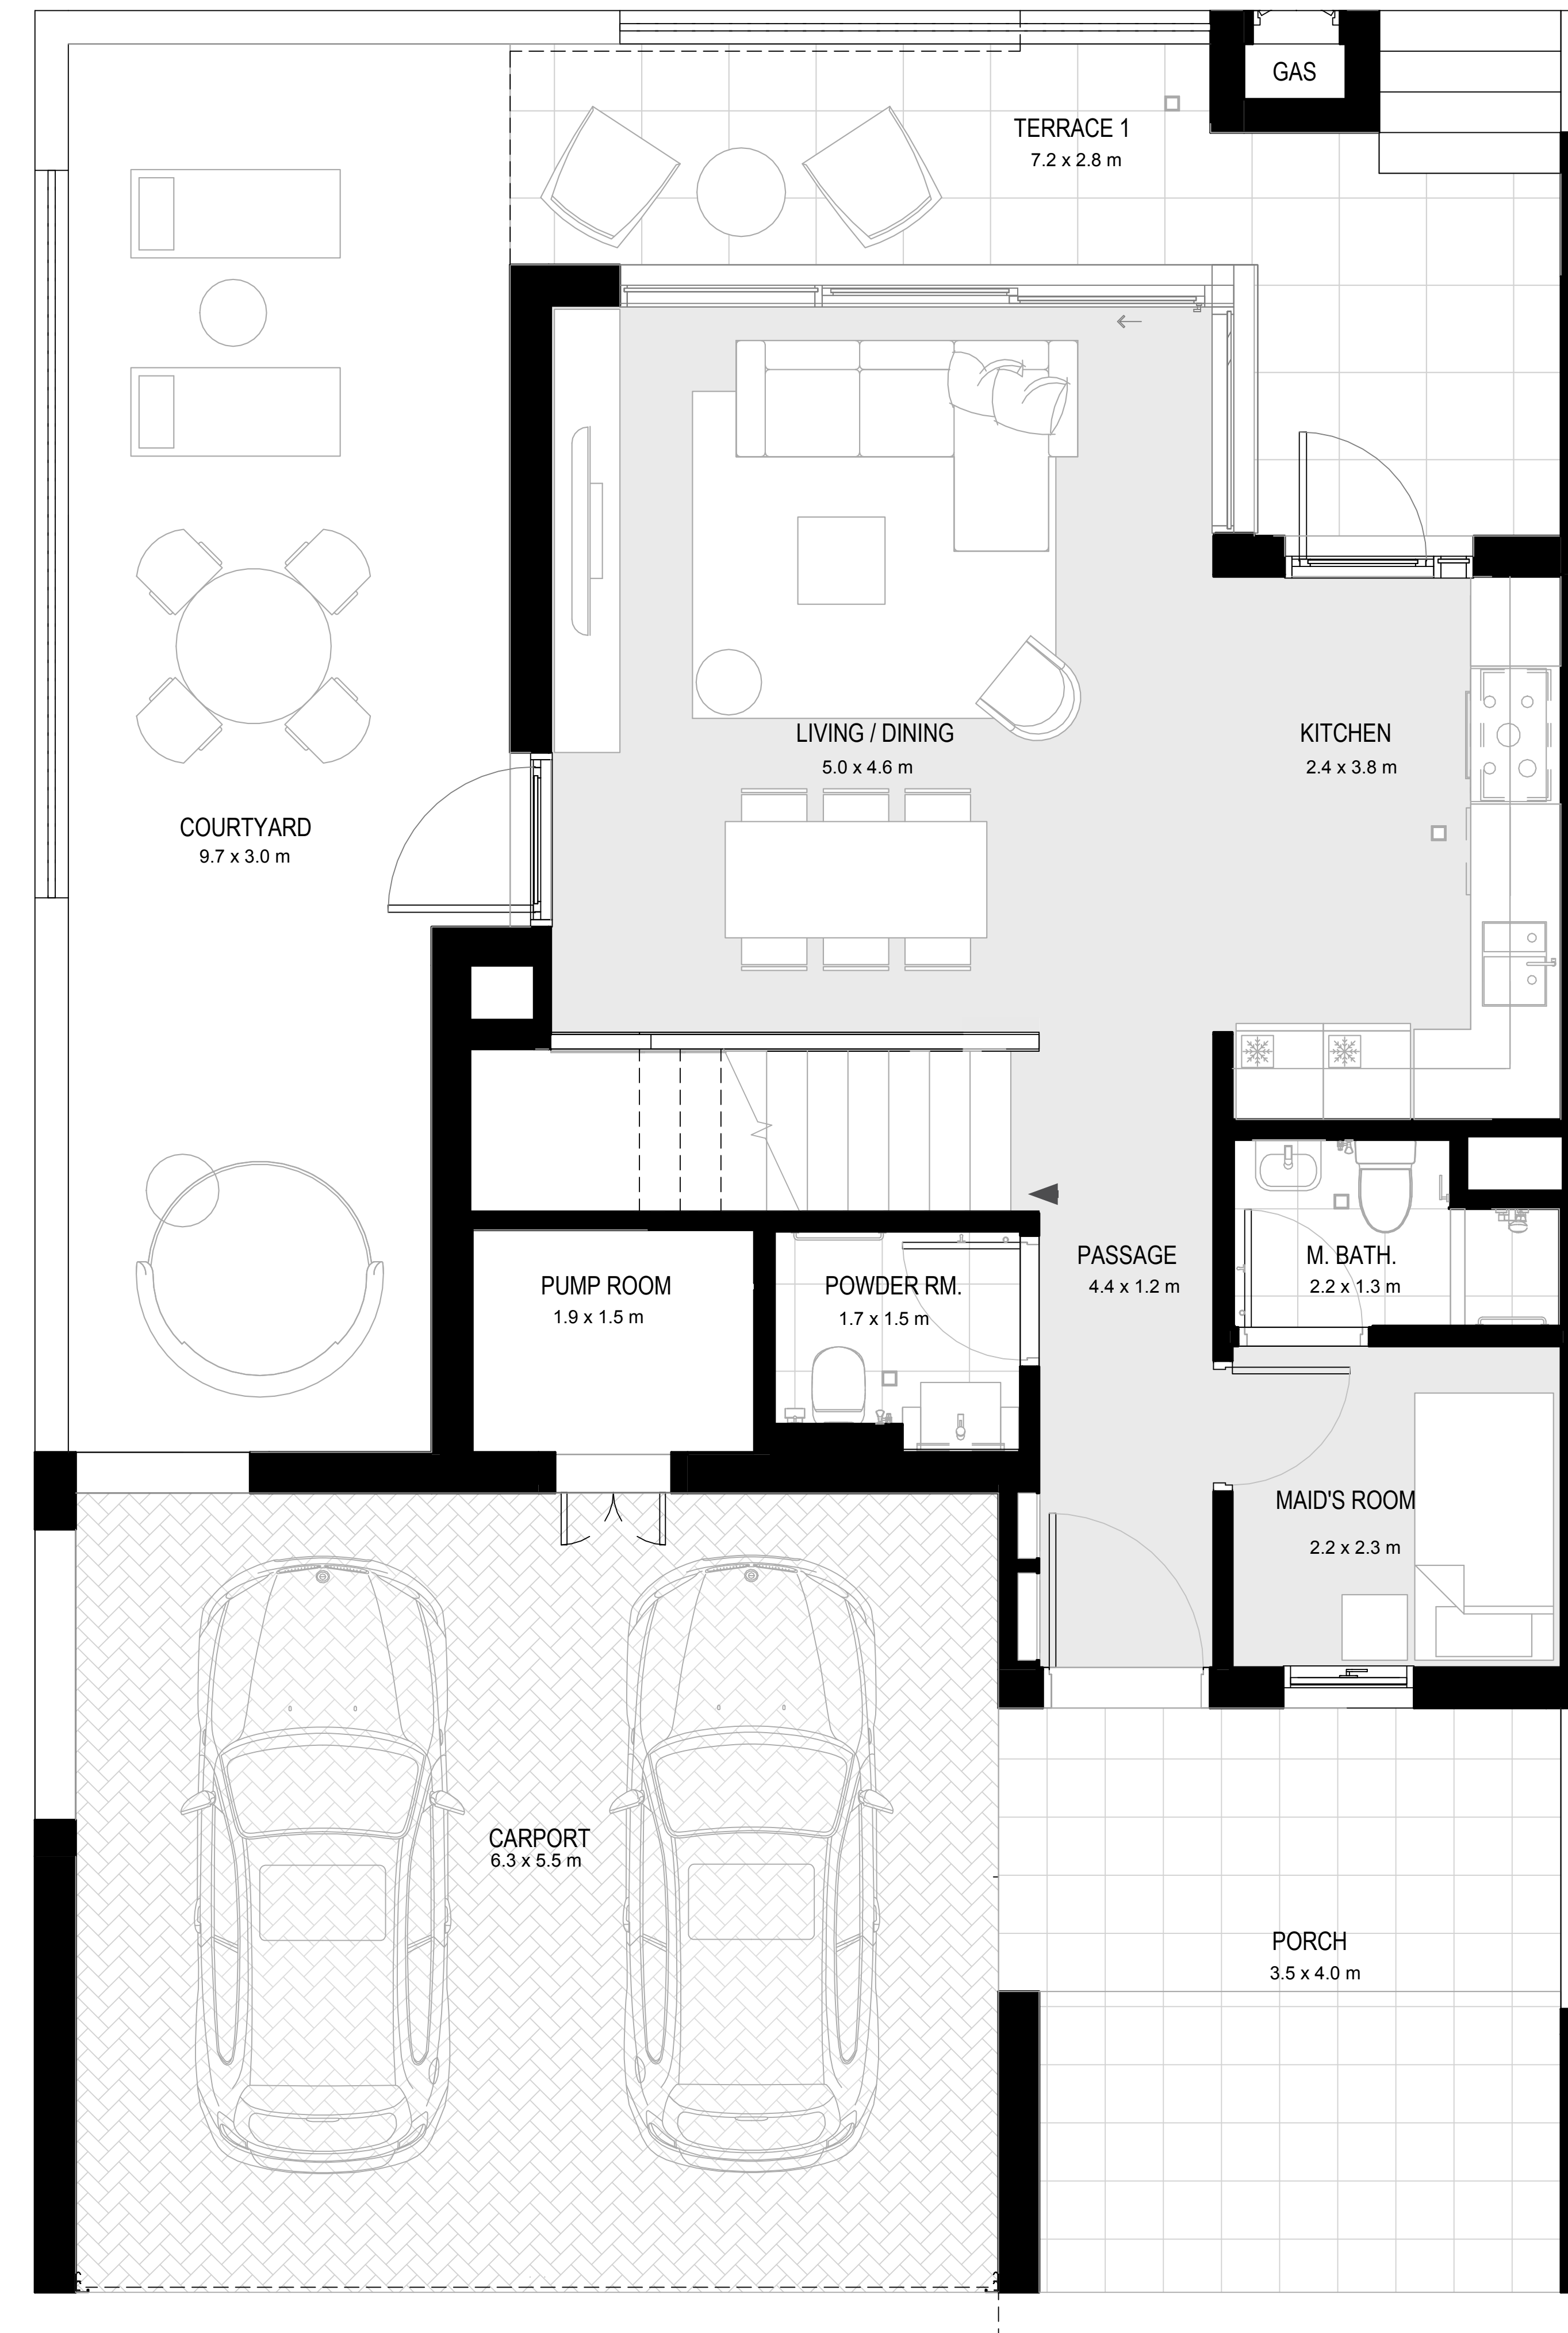 GAS
TERRACE 1
7.2 x 2.8 m
LIVING / DINING
5.0 x 4.6 m
KITCHEN
2.4 x 3.8 m
COURTYARD
9.7 x 3.0 m
PASSAGE
4.4 x 1.2 m
M. BATH.
2.2 x 1.3 m
PUMP ROOM
1.9 x 1.5 m
POWDER RM.
1.7 x 1.5 m
MAID'S ROOM
2.2 x 2.3 m
CARPORT
6.3 x 5.5 m
PORCH
3.5 x 4.0 m